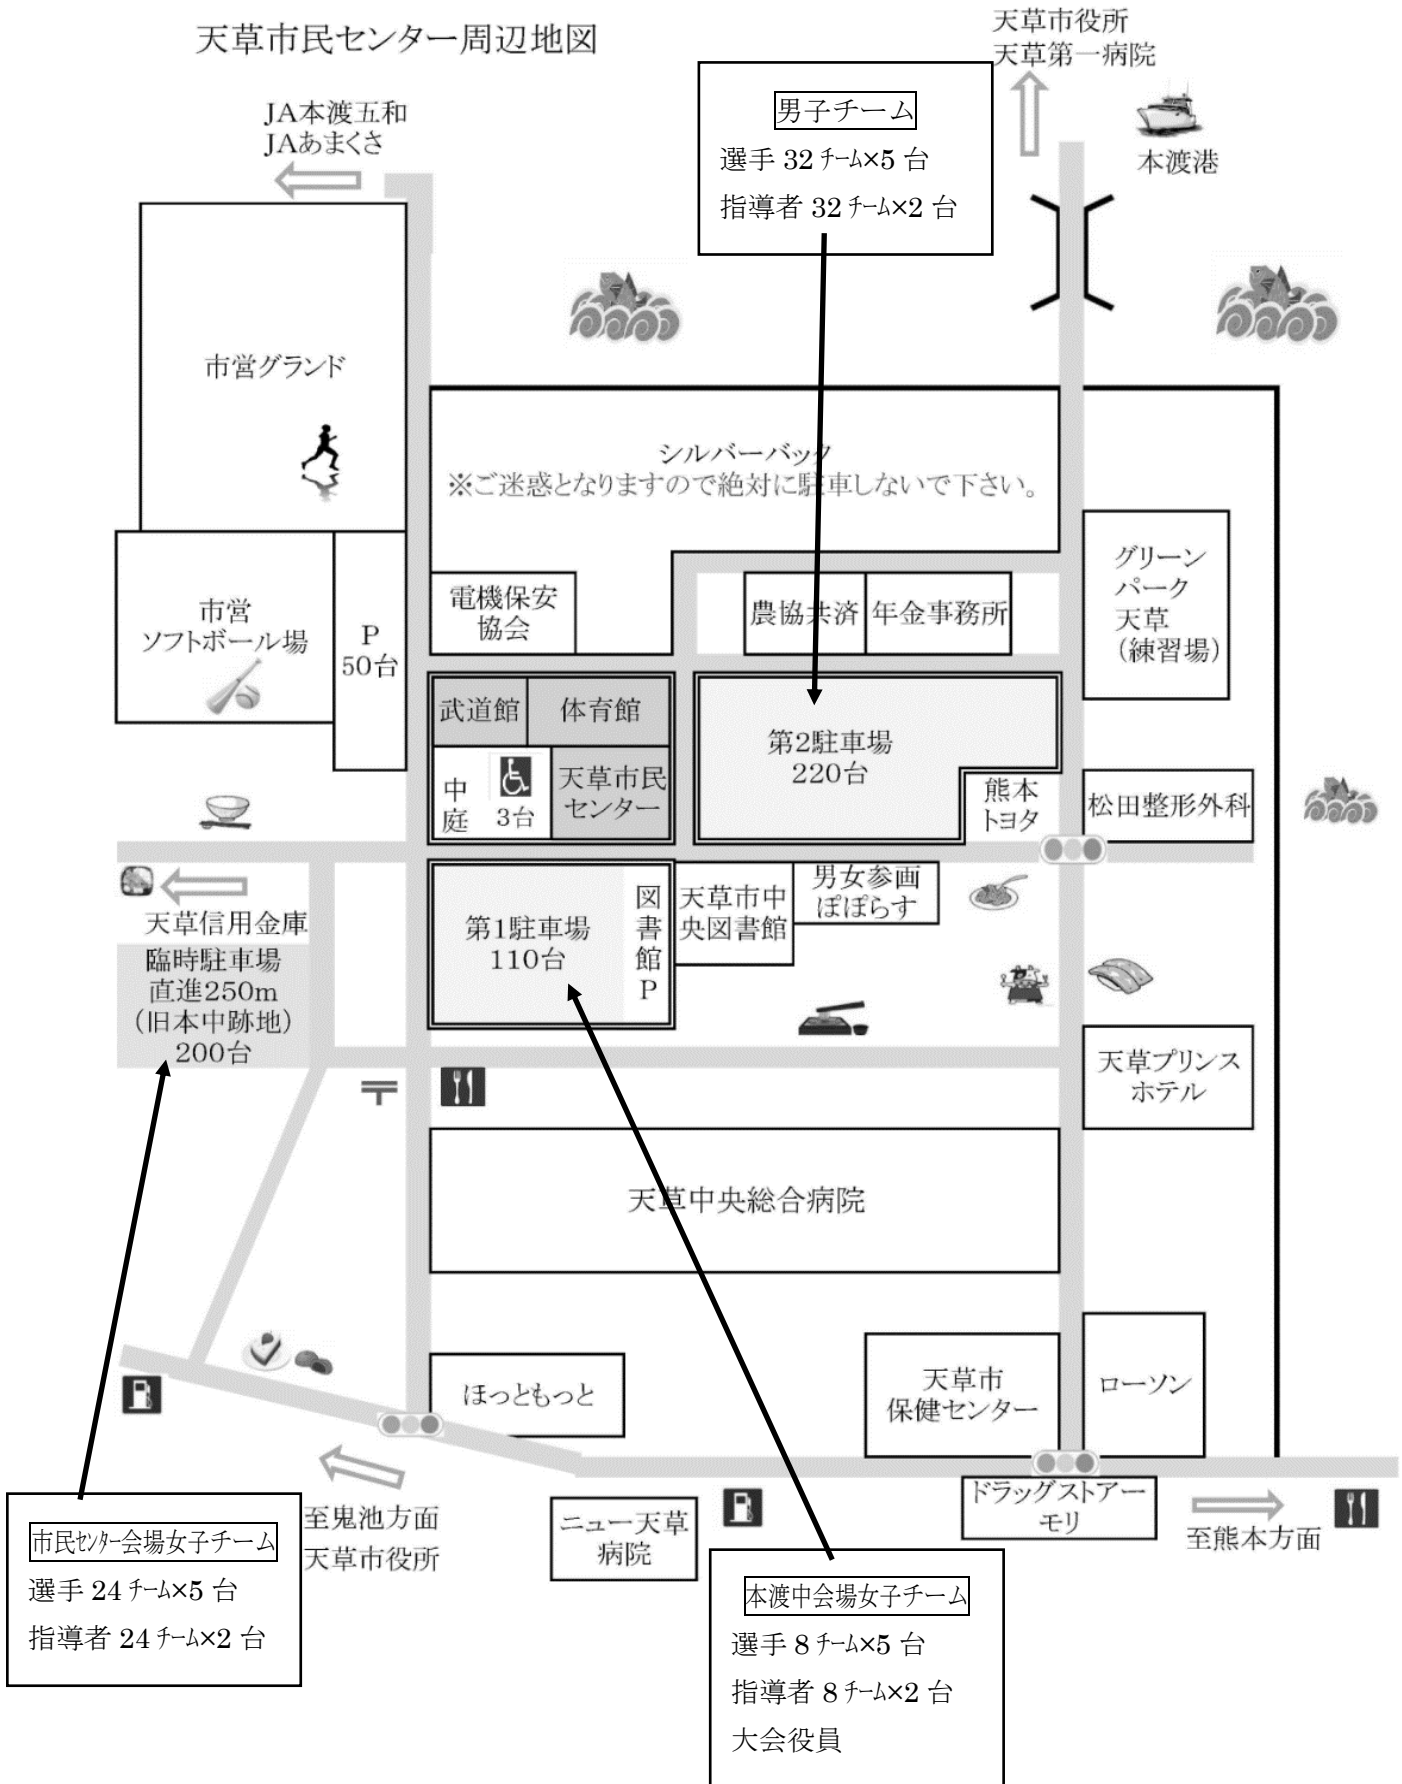 天草市民センター周辺地図
天草市役所
天草第一病院
男子チーム
選手 32 ﾁｰﾑ×5 台
指導者 32 ﾁｰﾑ×2 台
JA本渡五和
JAあまくさ
本渡港
市営グランド
シルバーバック
※ご迷惑となりますので絶対に駐車しないで下さい。
グリーン
パーク
天草
(練習場)
電機保安
協会
農協共済
年金事務所
市営
ソフトボール場
P
50台
武道館
体育館
第2駐車場
220台
中庭
3台
天草市民
センター
熊本
トヨタ
松田整形外科
天草信用金庫
臨時駐車場
直進250m
(旧本中跡地)
200台
第1駐車場
110台
図書館P
天草市中
央図書館
男女参画
ぽぽらす
天草プリンス
ホテル
天草中央総合病院
ほっともっと
天草市
保健センター
ローソン
至鬼池方面
天草市役所
ニュー天草
病院
ドラッグストアー
モリ
至熊本方面
市民ｾﾝﾀｰ会場女子チーム
選手 24 ﾁｰﾑ×5 台
指導者 24 ﾁｰﾑ×2 台
本渡中会場女子チーム
選手 8 ﾁｰﾑ×5 台
指導者 8 ﾁｰﾑ×2 台
大会役員